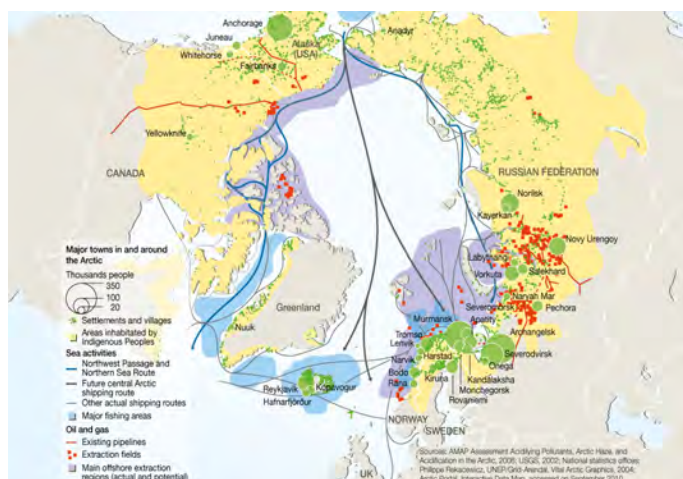 Anchorage
Juneau
Alaska
(USA)
Anadyr
Whitehorse
Fairbanks
Yellowknife
CANADA
RUSSIAN FEDERATION
Norilsk
Kayerkan
Novy Urengoy
Labytnangi
Salekhard
Vorkuta
Naryan Mar
Severomorsk
Pechora
Murmansk
Apatity
Archangelsk
Tromsø
Lenvik
Severodvinsk
Narvik
Harstad
Onega
Bodo
Kandalaksha
Rana
Kiruna
Monchegorsk
Rovaniemi
NORWAY
SWEDEN
UK
Greenland
Nuuk
Reykjavik
Kopavogur
Hafnarfjördur
Major towns in and around
the Arctic
Thousands people
350
100
20
Settlements and villages
Areas inhabited by
Indigenous Peoples
Sea activities
Northwest Passage and
Northern Sea Route
Future central Arctic
shipping route
Other actual shipping routes
Major fishing areas
Oil and gas
Existing pipelines
Extraction fields
Main offshore extraction
regions (actual and potential)
Sources: AMAP Assessment Acidifying Pollutants, Arctic Haze, and
Acidification in the Arctic, 2006; USGS, 2002; National statistics offices
Philippe Rekacewicz, UNEP/Grid-Arendal, Vital Arctic Graphics, 2004;